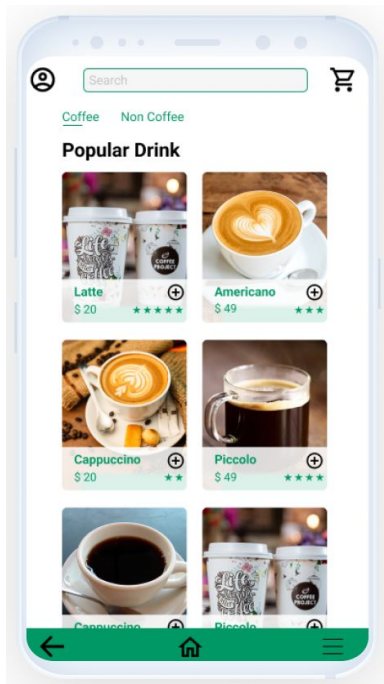 Search
Coffee Non Coffee
Popular Drink
COFFEE
PROJECT
Latte
$ 20
Americano
$ 49
Cappuccino
$ 20
Piccolo
$ 49
COFFEE
PROJECT
Cappuccino
Piccolo